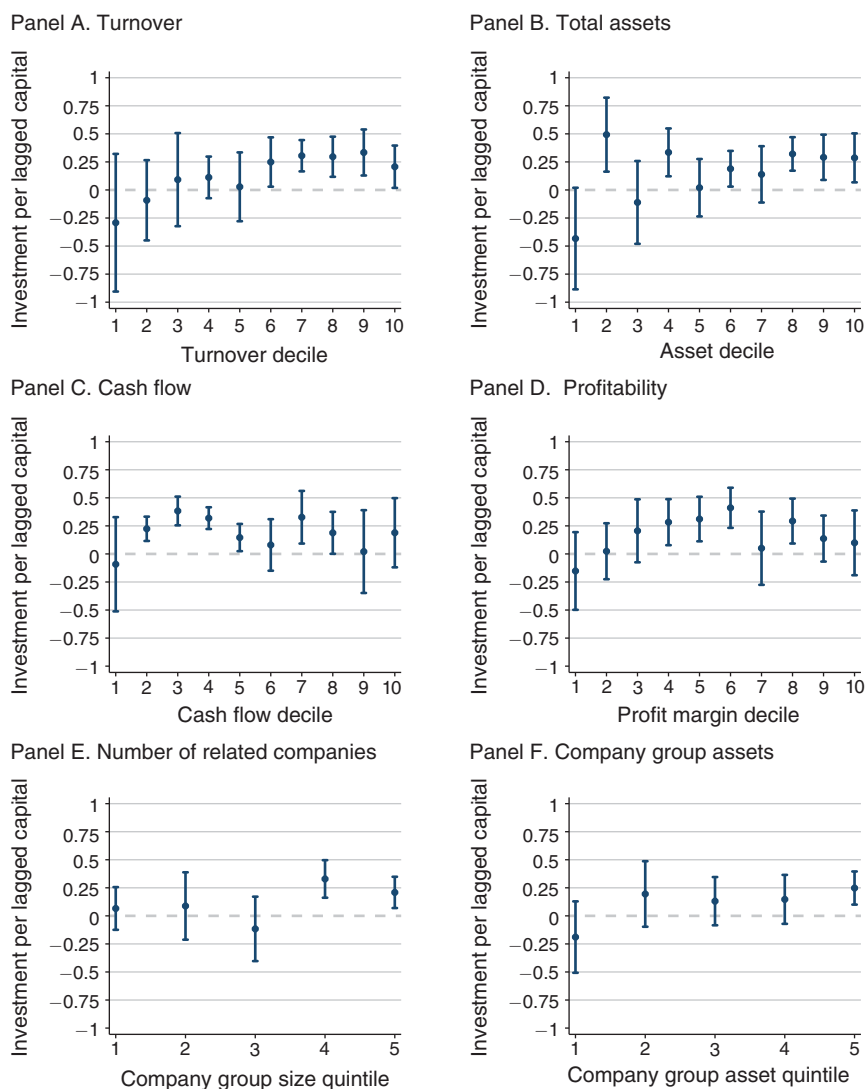 Panel A. Turnover
Investment per lagged capital
1
0.75
0.5
0.25
0
−0.25
−0.5
−0.75
−1
1 2 3 4 5 6 7 8 9 10
Turnover decile
Panel B. Total assets
Investment per lagged capital
1
0.75
0.5
0.25
0
−0.25
−0.5
−0.75
−1
1 2 3 4 5 6 7 8 9 10
Asset decile
Panel C. Cash flow
Investment per lagged capital
1
0.75
0.5
0.25
0
−0.25
−0.5
−0.75
−1
1 2 3 4 5 6 7 8 9 10
Cash flow decile
Panel D. Profitability
Investment per lagged capital
1
0.75
0.5
0.25
0
−0.25
−0.5
−0.75
−1
1 2 3 4 5 6 7 8 9 10
Profit margin decile
Panel E. Number of related companies
Investment per lagged capital
1
0.75
0.5
0.25
0
−0.25
−0.5
−0.75
−1
1 2 3 4 5
Company group size quintile
Panel F. Company group assets
Investment per lagged capital
1
0.75
0.5
0.25
0
−0.25
−0.5
−0.75
−1
1 2 3 4 5
Company group asset quintile